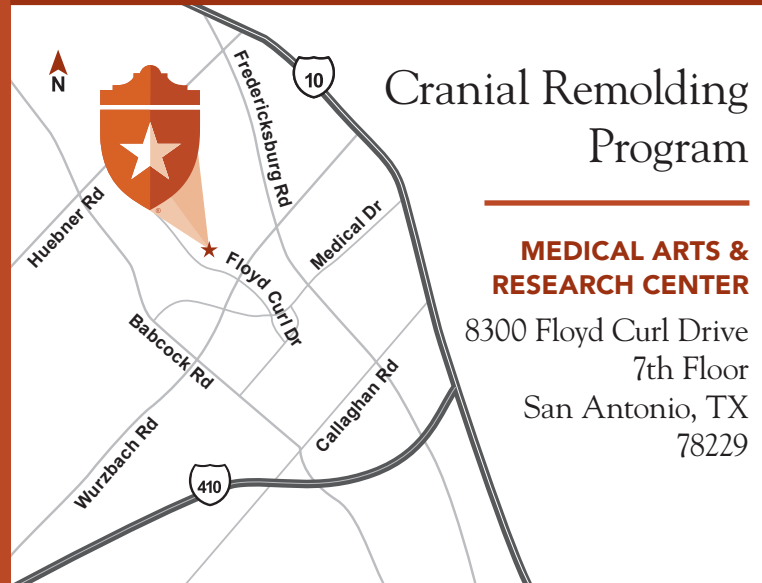 N
10
Fredericksburg Rd
Huebner Rd
®
Medical Dr
Floyd Curl Dr
Babcock Rd
Callaghan Rd
Wurzbach Rd
410
Cranial Remolding
Program
MEDICAL ARTS &
RESEARCH CENTER
8300 Floyd Curl Drive
7th Floor
San Antonio, TX
78229